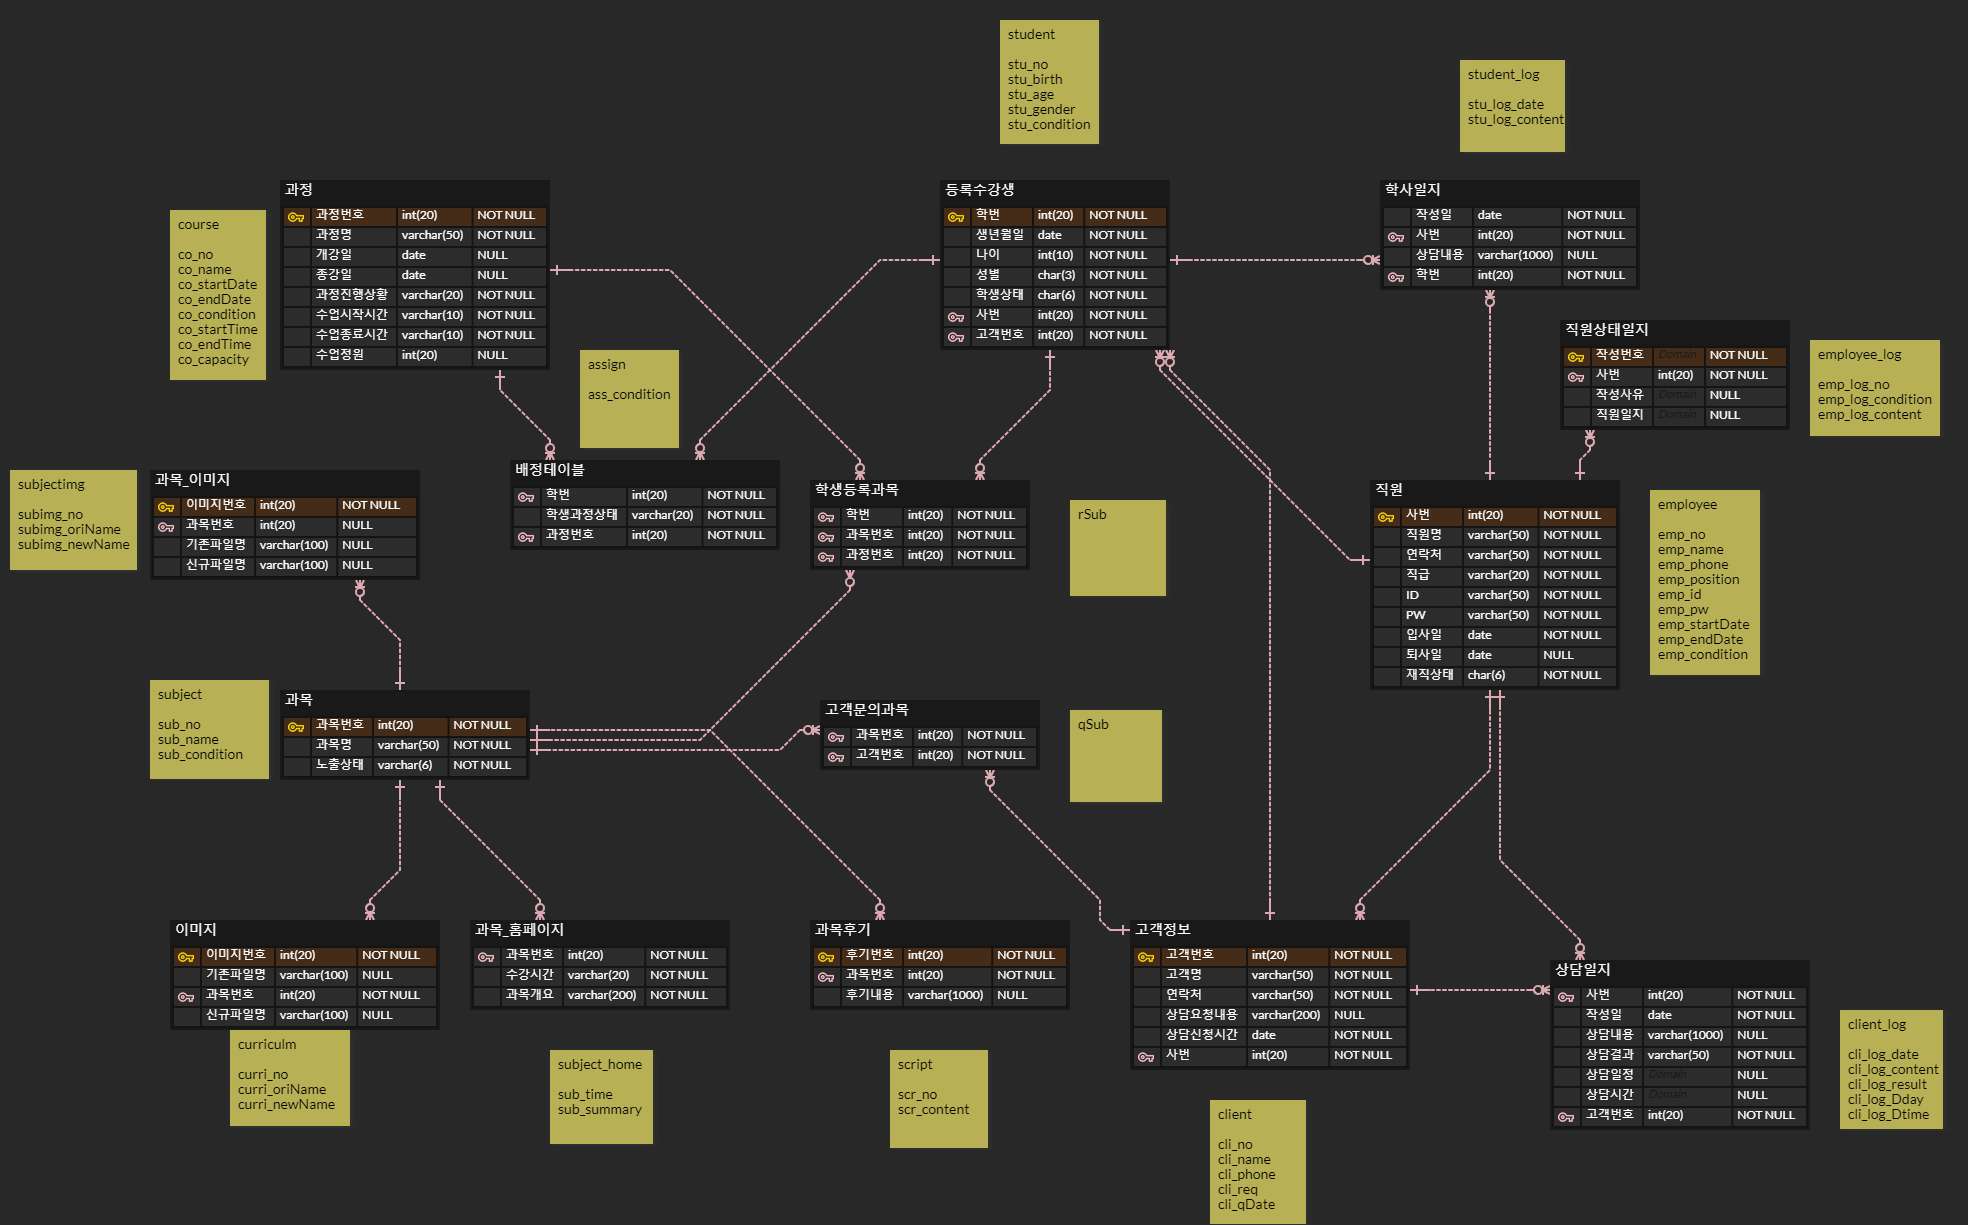 student
stu_no
stu_birth
stu_age
stu_gender
stu_condition
student_log
stu_log_date
stu_log_content
course
co_no
co_name
co_startDate
co_endDate
co_condition
co_startTime
co_endTime
co_capacity
과정
과정번호 int(20) NOT NULL
과정명 varchar(50) NOT NULL
개강일 date NULL
종강일 date NULL
과정진행상황 varchar(20) NOT NULL
수업시작시간 varchar(10) NOT NULL
수업종료시간 varchar(10) NOT NULL
수업정원 int(20) NULL
등록수강생
학번 int(20) NOT NULL
생년월일 date NOT NULL
나이 int(10) NOT NULL
성별 char(3) NOT NULL
학생상태 char(6) NOT NULL
사번 int(20) NOT NULL
고객번호 int(20) NOT NULL
학사일지
작성일 date NOT NULL
사번 int(20) NOT NULL
상담내용 varchar(1000) NULL
학번 int(20) NOT NULL
직원상태일지
작성번호 Domain NOT NULL
사번 int(20) NOT NULL
작성사유 Domain NULL
직원일지 Domain NULL
employee_log
emp_log_no
emp_log_condition
emp_log_content
assign
ass_condition
subjectimg
subimg_no
subimg_oriName
subimg_newName
과목_이미지
이미지번호 int(20) NOT NULL
과목번호 int(20) NULL
기존파일명 varchar(100) NULL
신규파일명 varchar(100) NULL
배정테이블
학번 int(20) NOT NULL
학생과정상태 varchar(20) NOT NULL
과정번호 int(20) NOT NULL
학생등록과목
학번 int(20) NOT NULL
과목번호 int(20) NOT NULL
과정번호 int(20) NOT NULL
rSub
직원
사번 int(20) NOT NULL
직원명 varchar(50) NOT NULL
연락처 varchar(50) NOT NULL
직급 varchar(20) NOT NULL
ID varchar(50) NOT NULL
PW varchar(50) NOT NULL
입사일 date NOT NULL
퇴사일 date NULL
재직상태 char(6) NOT NULL
employee
emp_no
emp_name
emp_phone
emp_position
emp_id
emp_pw
emp_startDate
emp_endDate
emp_condition
subject
sub_no
sub_name
sub_condition
과목
과목번호 int(20) NOT NULL
과목명 varchar(50) NOT NULL
노출상태 varchar(6) NOT NULL
고객문의과목
과목번호 int(20) NOT NULL
고객번호 int(20) NOT NULL
qSub
이미지
이미지번호 int(20) NOT NULL
기존파일명 varchar(100) NULL
과목번호 int(20) NOT NULL
신규파일명 varchar(100) NULL
curriculm
curri_no
curri_oriName
curri_newName
과목_홈페이지
과목번호 int(20) NOT NULL
수강시간 varchar(20) NOT NULL
과목개요 varchar(200) NOT NULL
subject_home
sub_time
sub_summary
과목후기
후기번호 int(20) NOT NULL
과목번호 int(20) NOT NULL
후기내용 varchar(1000) NULL
script
scr_no
scr_content
고객정보
고객번호 int(20) NOT NULL
고객명 varchar(50) NOT NULL
연락처 varchar(50) NOT NULL
상담요청내용 varchar(200) NULL
상담신청시간 date NOT NULL
사번 int(20) NOT NULL
client
cli_no
cli_name
cli_phone
cli_req
cli_qDate
상담일지
사번 int(20) NOT NULL
작성일 date NOT NULL
상담내용 varchar(1000) NULL
상담결과 varchar(50) NOT NULL
상담일정 Domain NULL
상담시간 Domain NULL
고객번호 int(20) NOT NULL
client_log
cli_log_date
cli_log_content
cli_log_result
cli_log_Dday
cli_log_Dtime